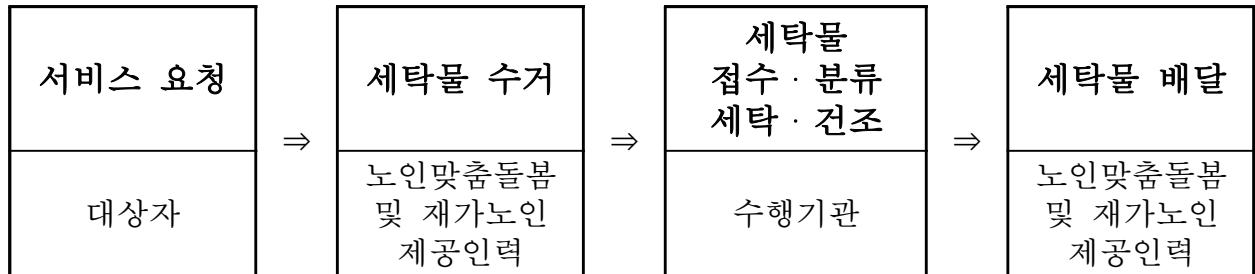 서비스 요청
대상자
⇒
세탁물 수거
노인맞춤돌봄
및 재가노인
제공인력
⇒
세탁물
접수 · 분류
세탁 · 건조
수행기관
⇒
세탁물 배달
노인맞춤돌봄
및 재가노인
제공인력